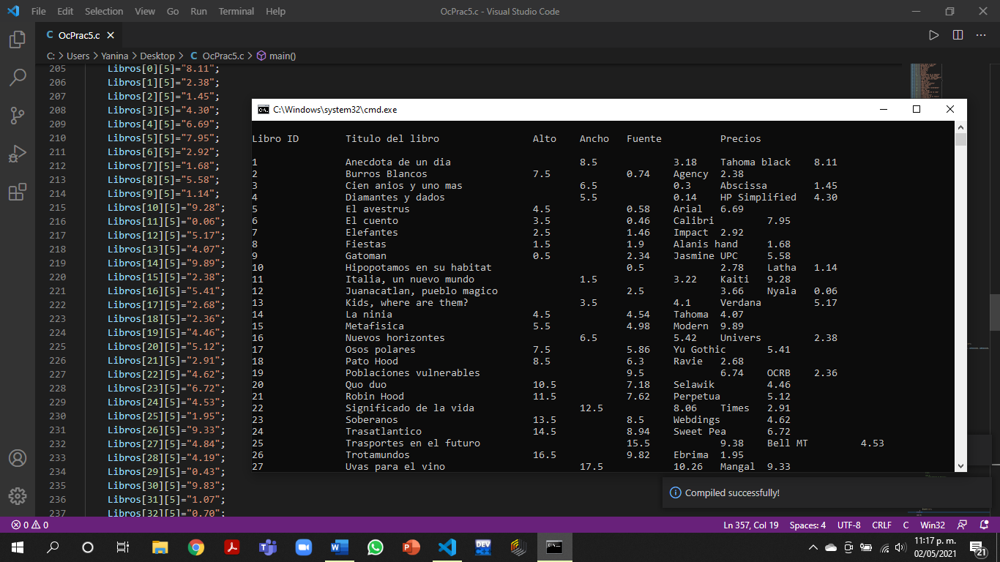 File Edit Selection View Go Run Terminal Help OcPrac5.c - Visual Studio Code
C OcPrac5.c
C: > Users > Yanina > Desktop > C OcPrac5.c > main()
205 Libros[0][5]="8.11";
206 Libros[1][5]="2.38";
207 Libros[2][5]="1.45";
208 Libros[3][5]="4.30";
209 Libros[4][5]="6.69";
210 Libros[5][5]="7.95";
211 Libros[6][5]="2.92";
212 Libros[7][5]="1.68";
213 Libros[8][5]="5.58";
214 Libros[9][5]="1.14";
215 Libros[10][5]="9.28";
216 Libros[11][5]="0.06";
217 Libros[12][5]="5.17";
218 Libros[13][5]="4.07";
219 Libros[14][5]="9.89";
220 Libros[15][5]="2.38";
221 Libros[16][5]="5.41";
222 Libros[17][5]="2.68";
223 Libros[18][5]="2.36";
224 Libros[19][5]="4.46";
225 Libros[20][5]="5.12";
226 Libros[21][5]="2.91";
227 Libros[22][5]="4.62";
228 Libros[23][5]="6.72";
229 Libros[24][5]="4.53";
230 Libros[25][5]="1.95";
231 Libros[26][5]="9.33";
232 Libros[27][5]="4.84";
233 Libros[28][5]="4.19";
234 Libros[29][5]="0.43";
235 Libros[30][5]="9.83";
236 Libros[31][5]="1.07";
237 Libros[32][5]="0.70";
C:\Windows\system32\cmd.exe
Libro ID Titulo del libro Alto Ancho Fuente Precios
1 Anecdota de un dia 8.5 3.18 Tahoma black 8.11
2 Burros Blancos 7.5 0.74 Agency 2.38
3 Cien anios y uno mas 6.5 0.3 Abscissa 1.45
4 Diamantes y dados 5.5 0.14 HP Simplified 4.30
5 El avestrus 4.5 0.58 Arial 6.69
6 El cuento 3.5 0.46 Calibri 7.95
7 Elefantes 2.5 1.46 Impact 2.92
8 Fiestas 1.5 1.9 Alanis hand 1.68
9 Gatoman 0.5 2.34 Jasmine UPC 5.58
10 Hipopotamos en su habitat 0.5 2.78 Latha 1.14
11 Italia, un nuevo mundo 1.5 3.22 Kaiti 9.28
12 Juanacatlan, pueblo magico 2.5 3.66 Nyala 0.06
13 Kids, where are them? 3.5 4.1 Verdana 5.17
14 La ninia 4.5 4.54 Tahoma 4.07
15 Metafisica 5.5 4.98 Modern 9.89
16 Nuevos horizontes 6.5 5.42 Univers 2.38
17 Osos polares 7.5 5.86 Yu Gothic 5.41
18 Pato Hood 8.5 6.3 Ravie 2.68
19 Poblaciones vulnerables 9.5 6.74 OCRB 2.36
20 Quo duo 10.5 7.18 Selawik 4.46
21 Robin Hood 11.5 7.62 Perpetua 5.12
22 Significado de la vida 12.5 8.06 Times 2.91
23 Soberanos 13.5 8.5 Webdings 4.62
24 Trasatlantico 14.5 8.94 Sweet Pea 6.72
25 Trasportes en el futuro 15.5 9.38 Bell MT 4.53
26 Trotamundos 16.5 9.82 Ebrima 1.95
27 Uvas para el vino 17.5 10.26 Mangal 9.33
Compiled successfully!
0 0 Ln 357, Col 19 Spaces: 4 UTF-8 CRLF C Win32
11:17 p. m.
02/05/2021
21